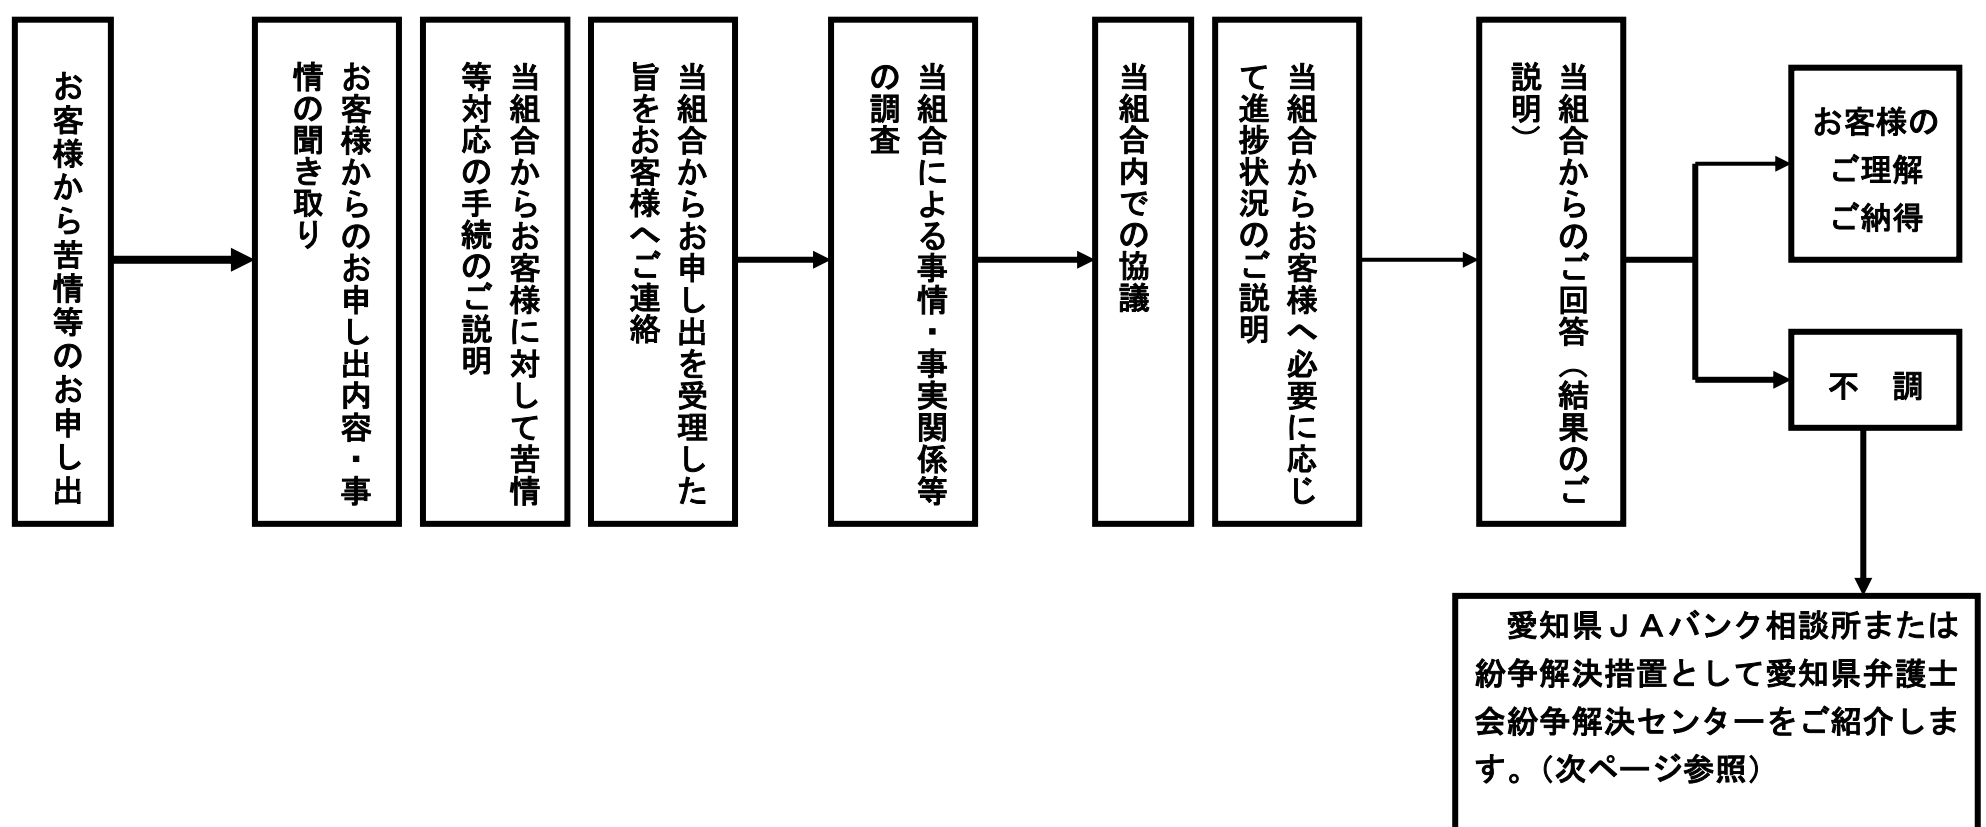 お客様から苦情等のお申し出
お客様からのお申し出内容・事
情の聞き取り
当組合からお客様に対して苦情
等対応の手続のご説明
当組合からお申し出を受理した
旨をお客様へご連絡
当組合による事情・事実関係等
の調査
当組合内での協議
当組合からお客様へ必要に応じ
て進捗状況のご説明
当組合からのご回答（結果のご
説明）
お客様の
ご理解
ご納得
不　調
愛知県ＪＡバンク相談所または
紛争解決措置として愛知県弁護士
会紛争解決センターをご紹介しま
す。（次ページ参照）